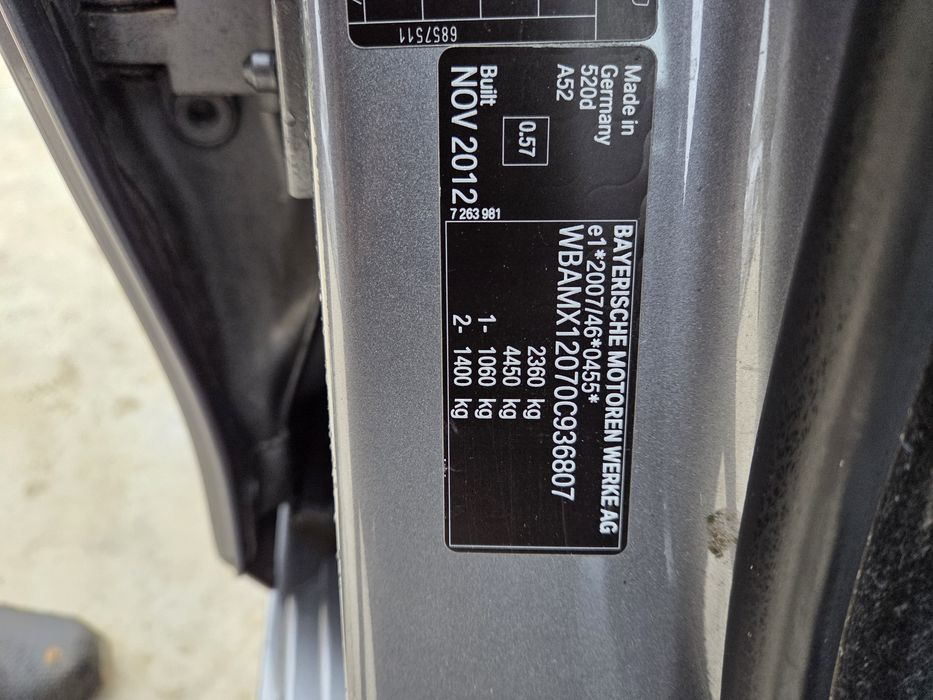 6857511
Made in
Germany
520d
A52
0.57
Built
NOV 2012
7 263 981
BAYERISCHE MOTOREN WERKE AG
e1*2007/46*0455*
WBAMX12070C936807
2360 kg
4450 kg
1- 1060 kg
2- 1400 kg